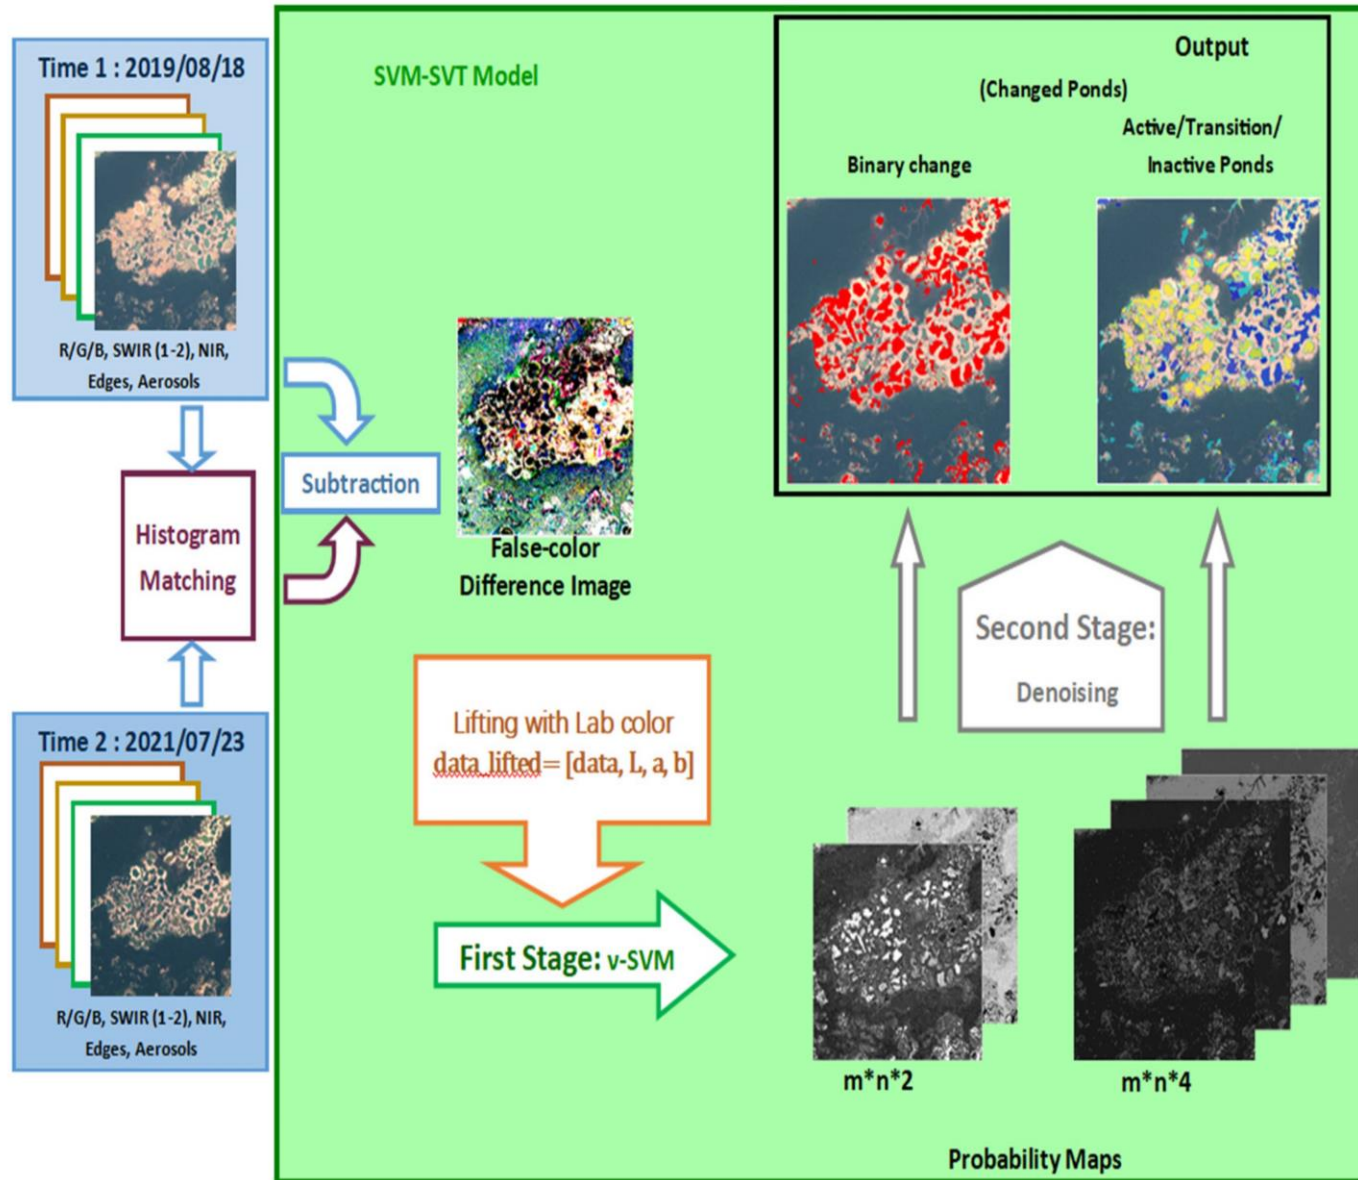 Time 1 : 2019/08/18
R/G/B, SWIR (1-2), NIR,
Edges, Aerosols
Histogram
Matching
Time 2 : 2021/07/23
R/G/B, SWIR (1-2), NIR,
Edges, Aerosols
SVM-SVT Model
Subtraction
False-color
Difference Image
Lifting with Lab color
data_lifted= [data, L, a, b]
First Stage: ν-SVM
Output
(Changed Ponds)
Binary change
Active/Transition/
Inactive Ponds
Second Stage:
Denoising
m*n*2
m*n*4
Probability Maps